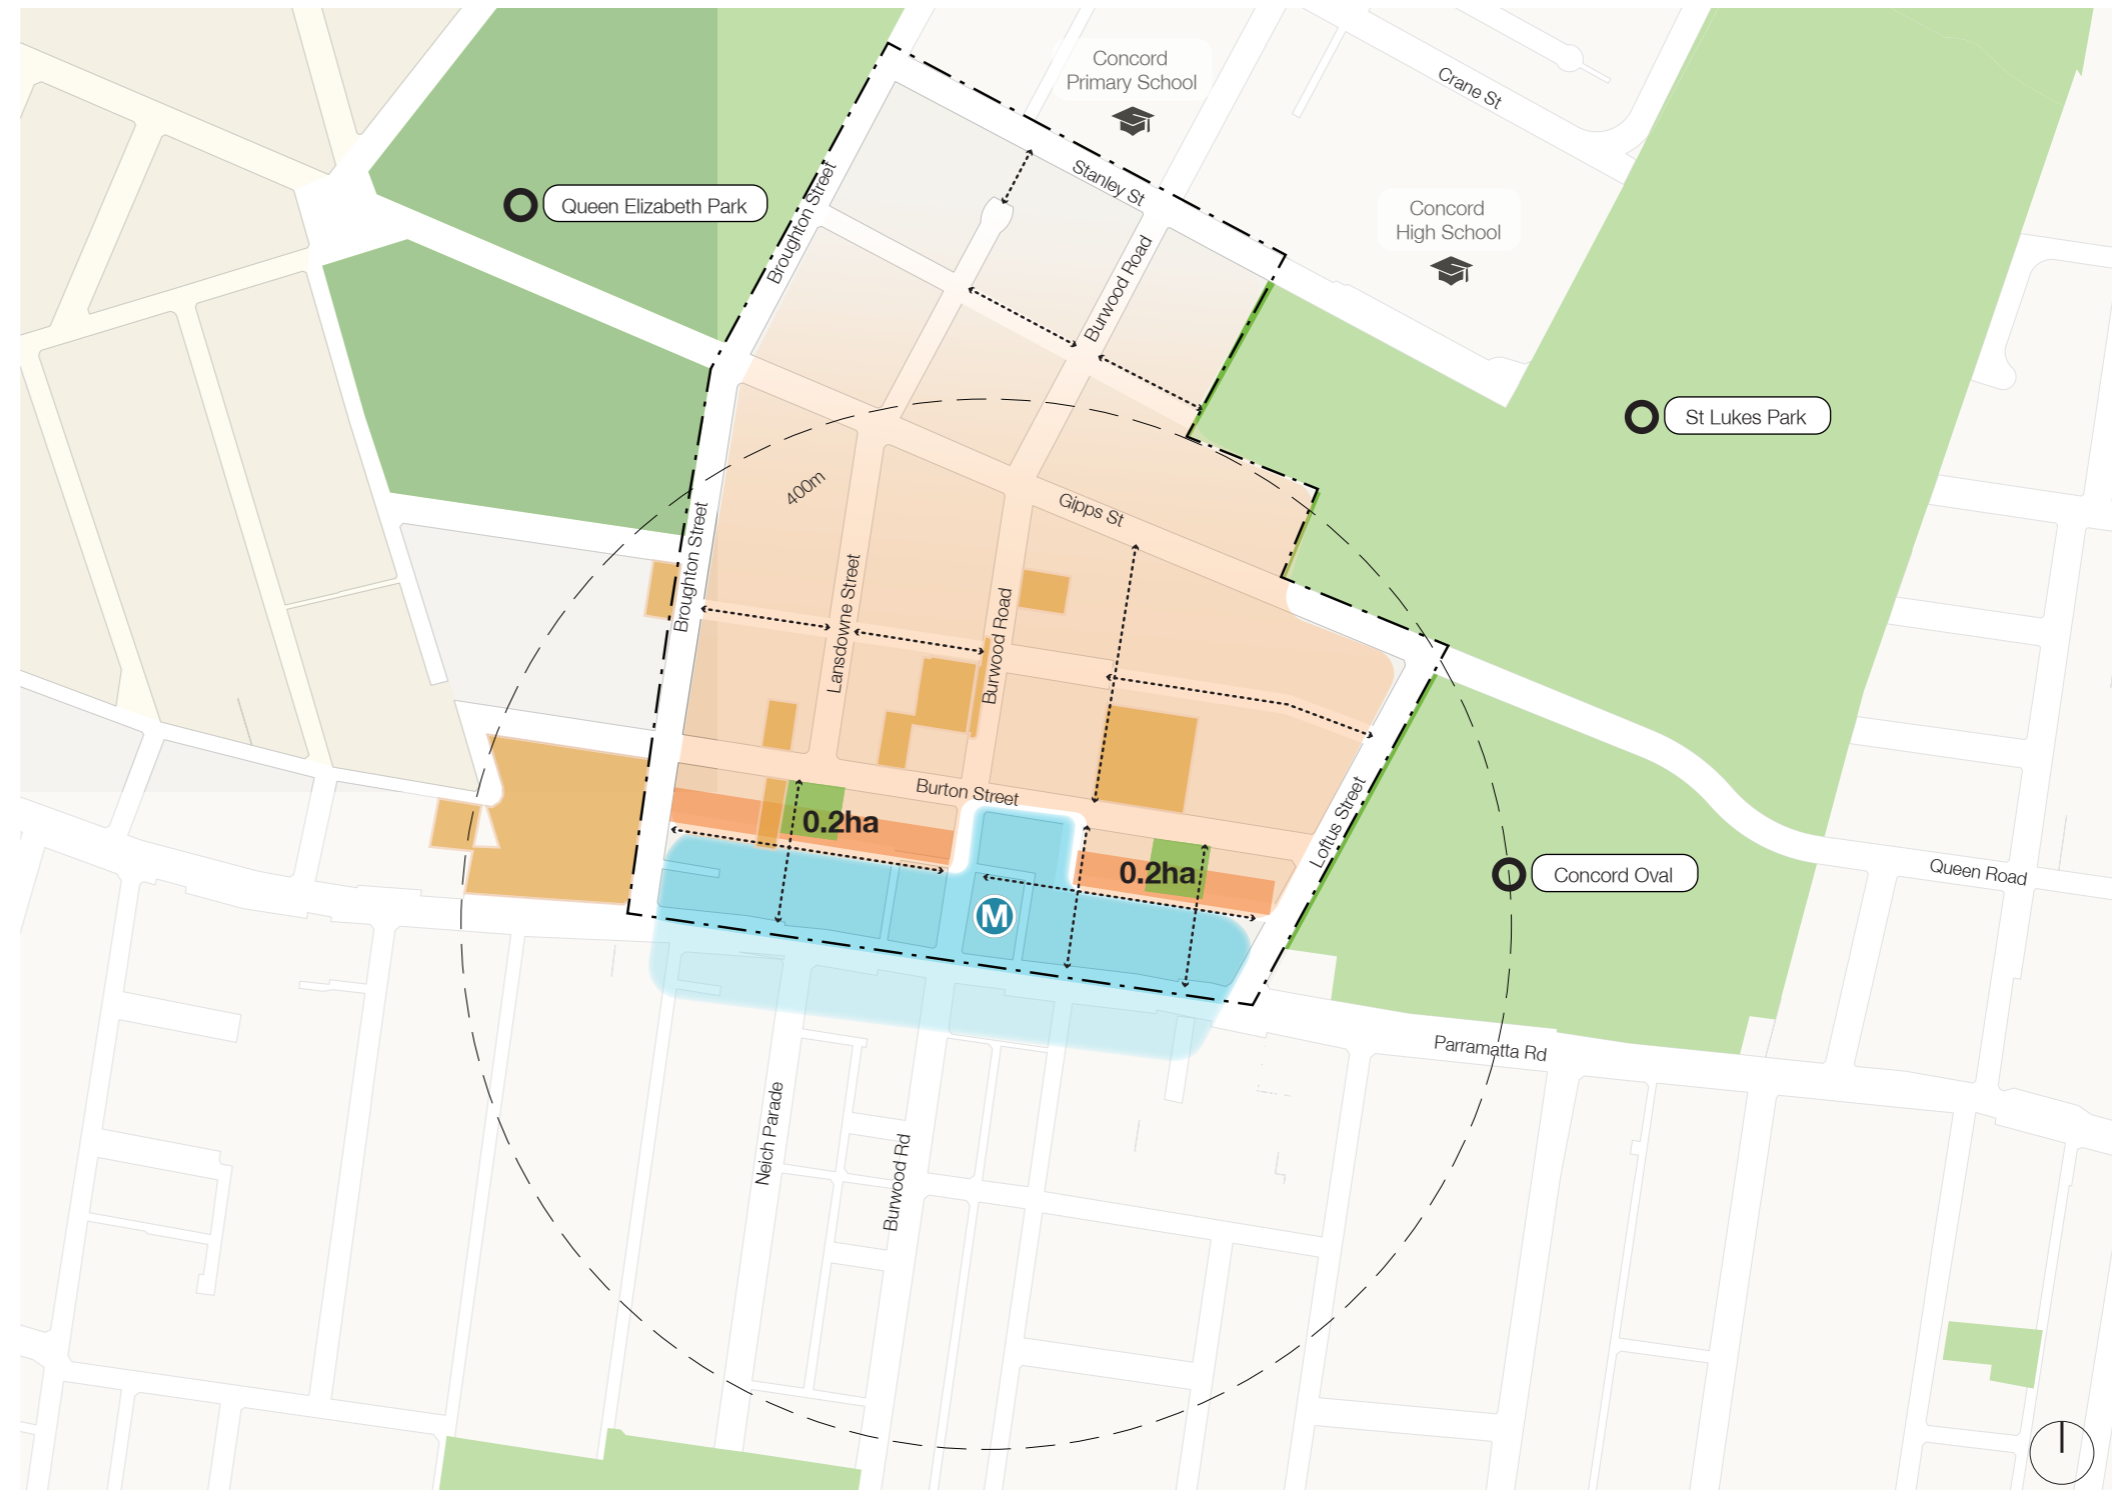 Concord
Primary School
Crane St
Stanley St
Queen Elizabeth Park
Broughton Street
Concord
High School
Burwood Road
St Lukes Park
400m
Gipps St
Broughton Street
Lansdowne Street
Burwood Road
Burton Street
0.2ha
0.2ha
Loftus Street
Concord Oval
Queen Road
M
Parramatta Rd
Neich Parade
Burwood Rd